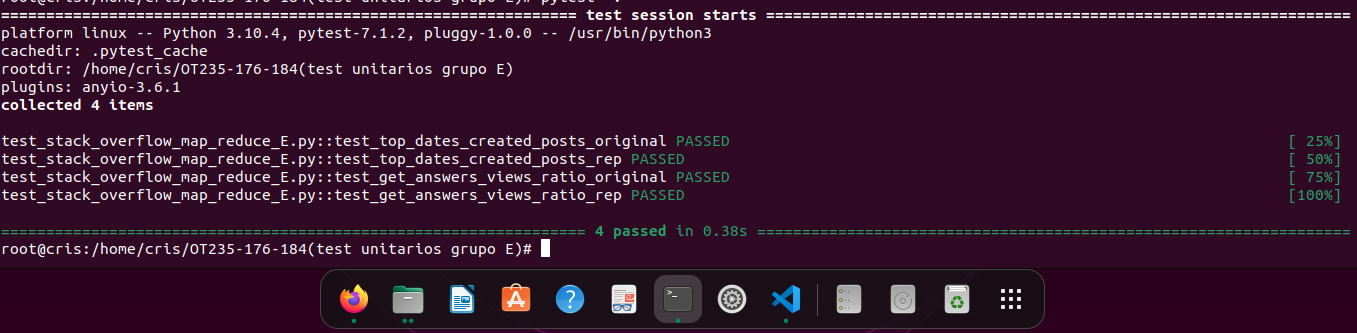 root@cris:/home/cris/OT235-176-184(test unitarios grupo E)# pytest -v
================================================================ test session starts =================================================================
platform linux -- Python 3.10.4, pytest-7.1.2, pluggy-1.0.0 -- /usr/bin/python3
cachedir: .pytest_cache
rootdir: /home/cris/OT235-176-184(test unitarios grupo E)
plugins: anyio-3.6.1
collected 4 items
test_stack_overflow_map_reduce_E.py::test_top_dates_created_posts_original PASSED [ 25%]
test_stack_overflow_map_reduce_E.py::test_top_dates_created_posts_rep PASSED [ 50%]
test_stack_overflow_map_reduce_E.py::test_get_answers_views_ratio_original PASSED [ 75%]
test_stack_overflow_map_reduce_E.py::test_get_answers_views_ratio_rep PASSED [100%]
================================================================= 4 passed in 0.38s ==================================================================
root@cris:/home/cris/OT235-176-184(test unitarios grupo E)#